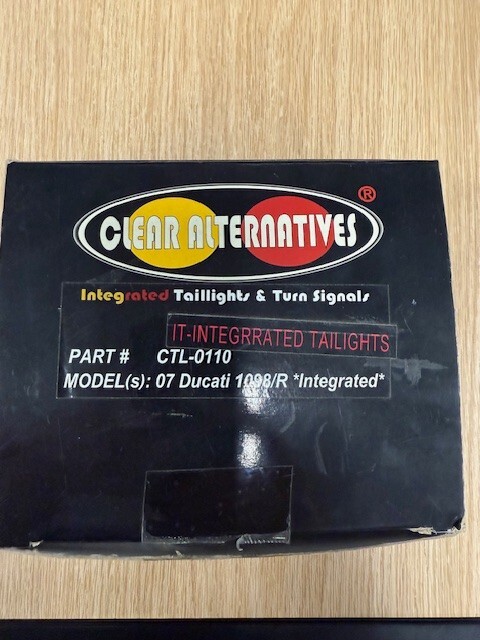 CLEAR ALTERNATIVES®
Integrated Taillights & Turn Signals
IT-INTEGRRATED TAILIGHTS
PART # CTL-0110
MODEL(s): 07 Ducati 1098/R *Integrated*